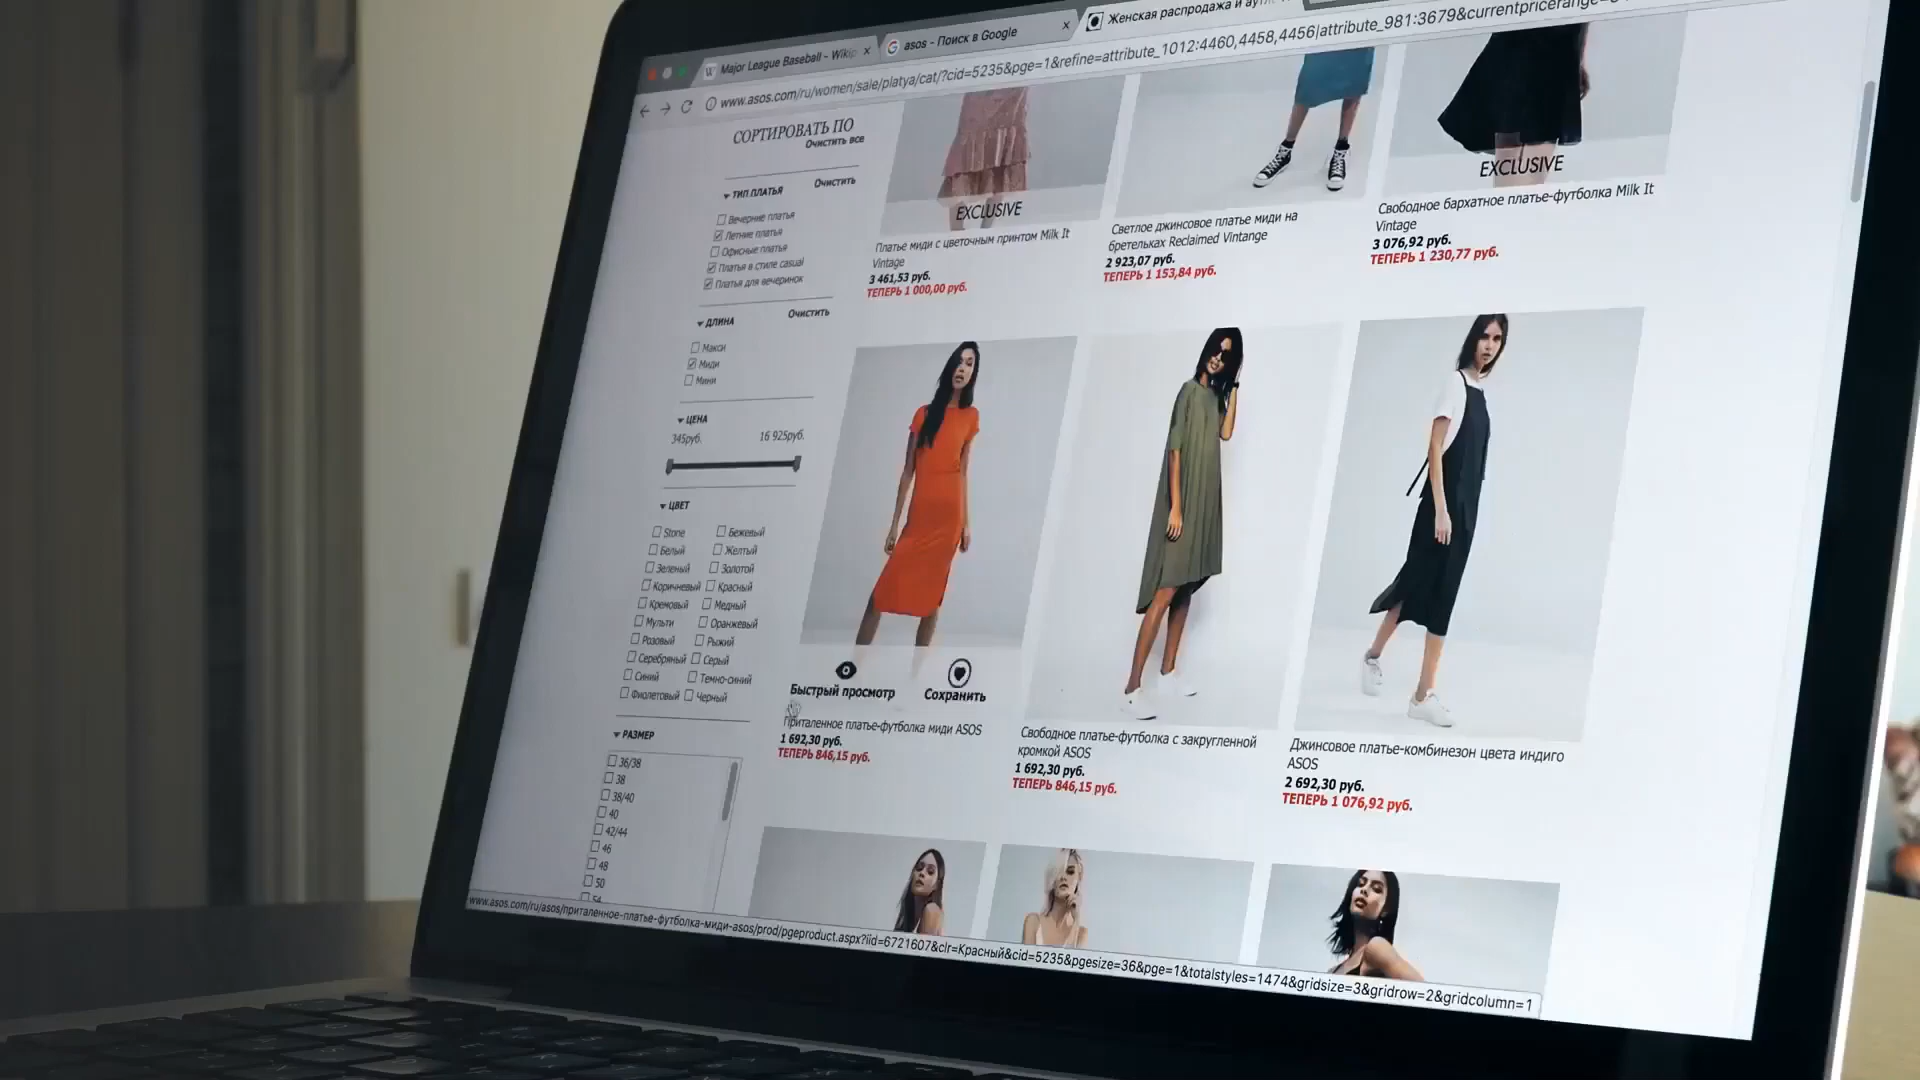 Major League Baseball - Wikip
asos - Поиск в Google
Женская распродажа и аутл
www.asos.com/ru/women/sale/platya/cat/?cid=5235&pge=1&refine=attribute_1012:4460,4458,4456|attribute_981:3679&currentpricerange=
СОРТИРОВАТЬ ПО
Очистить все
ТИП ПЛАТЬЯ
Очистить
Вечерние платья
Летние платья
Офисные платья
Платья в стиле casual
Платья для вечеринок
ДЛИНА
Очистить
Макси
Миди
Мини
ЦЕНА
345руб.
16 925руб.
ЦВЕТ
Stone
Бежевый
Белый
Желтый
Зеленый
Золотой
Коричневый
Красный
Кремовый
Медный
Мульти
Оранжевый
Розовый
Рыжий
Серебряный
Серый
Синий
Темно-синий
Фиолетовый
Черный
РАЗМЕР
36/38
38
38/40
40
42/44
46
48
50
54
EXCLUSIVE
Платье миди с цветочным принтом Milk It
Vintage
3 461,53 руб.
ТЕПЕРЬ 1 000,00 руб.
Светлое джинсовое платье миди на
бретельках Reclaimed Vintange
2 923,07 руб.
ТЕПЕРЬ 1 153,84 руб.
EXCLUSIVE
Свободное бархатное платье-футболка Milk It
Vintage
3 076,92 руб.
ТЕПЕРЬ 1 230,77 руб.
Быстрый просмотр
Сохранить
Приталенное платье-футболка миди ASOS
1 692,30 руб.
ТЕПЕРЬ 846,15 руб.
Свободное платье-футболка с закругленной
кромкой ASOS
1 692,30 руб.
ТЕПЕРЬ 846,15 руб.
Джинсовое платье-комбинезон цвета индиго
ASOS
2 692,30 руб.
ТЕПЕРЬ 1 076,92 руб.
www.asos.com/ru/asos/приталенное-платье-футболка-миди-asos/prod/pgeproduct.aspx?iid=6721607&clr=Красный&cid=5235&pgesize=36&pge=1&totalstyles=1474&gridsize=3&gridrow=2&gridcolumn=1